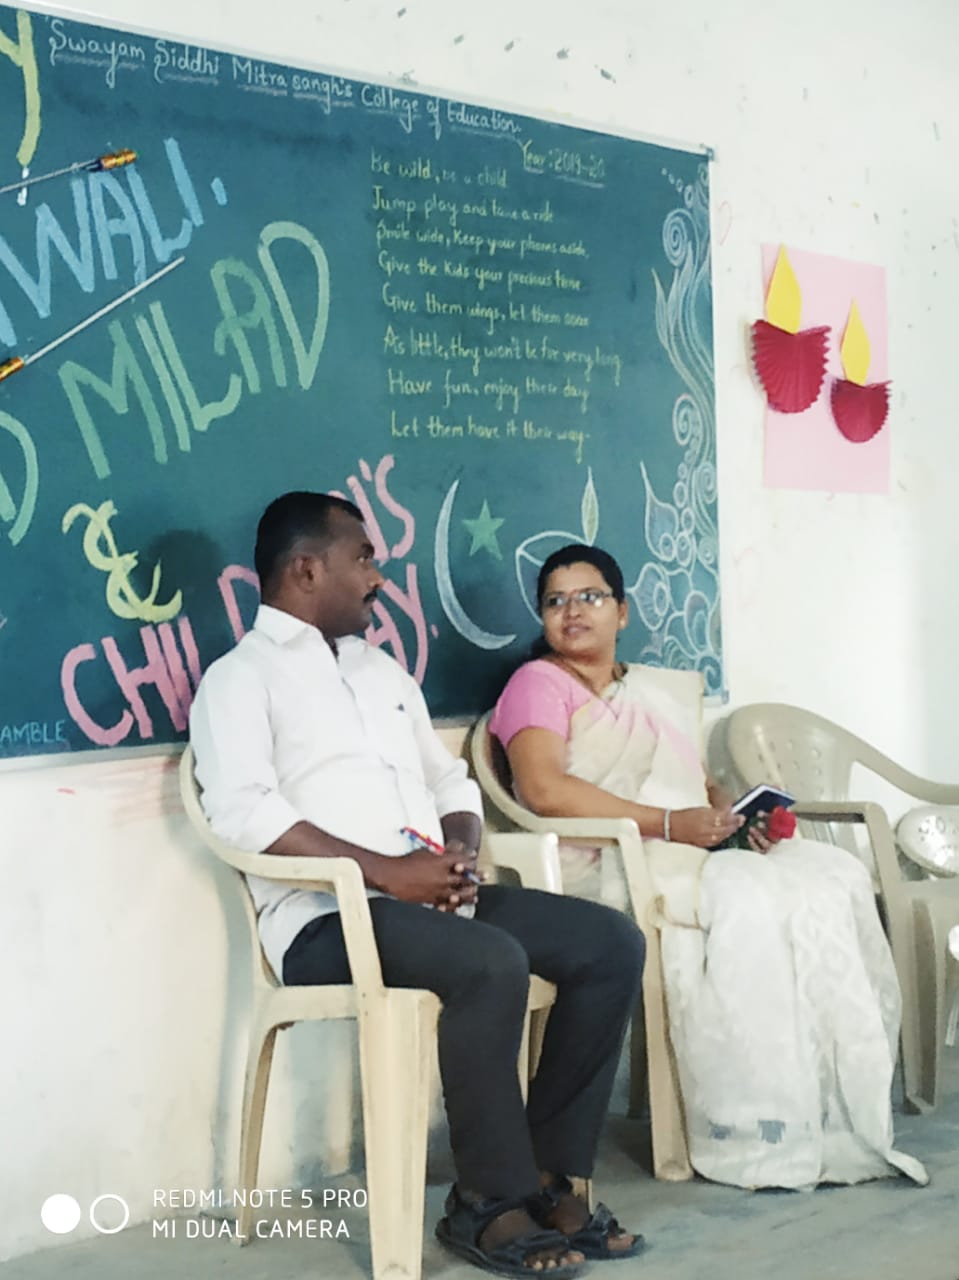 Swayam Siddhi Mitra sangh's College of Education.
Year: 2019-20
Y
WALI.
D MILAD
&
CHIL D N'S
AY.
AMBLE
Be wild, be a child
Jump play and take a ride
Smile wide, Keep your phones aside,
Give the kids your precious time
Give them wings, let them soar
As little, they won't be for very long
Have fun, enjoy these day
Let them have it their way-
REDMI NOTE 5 PRO
MI DUAL CAMERA